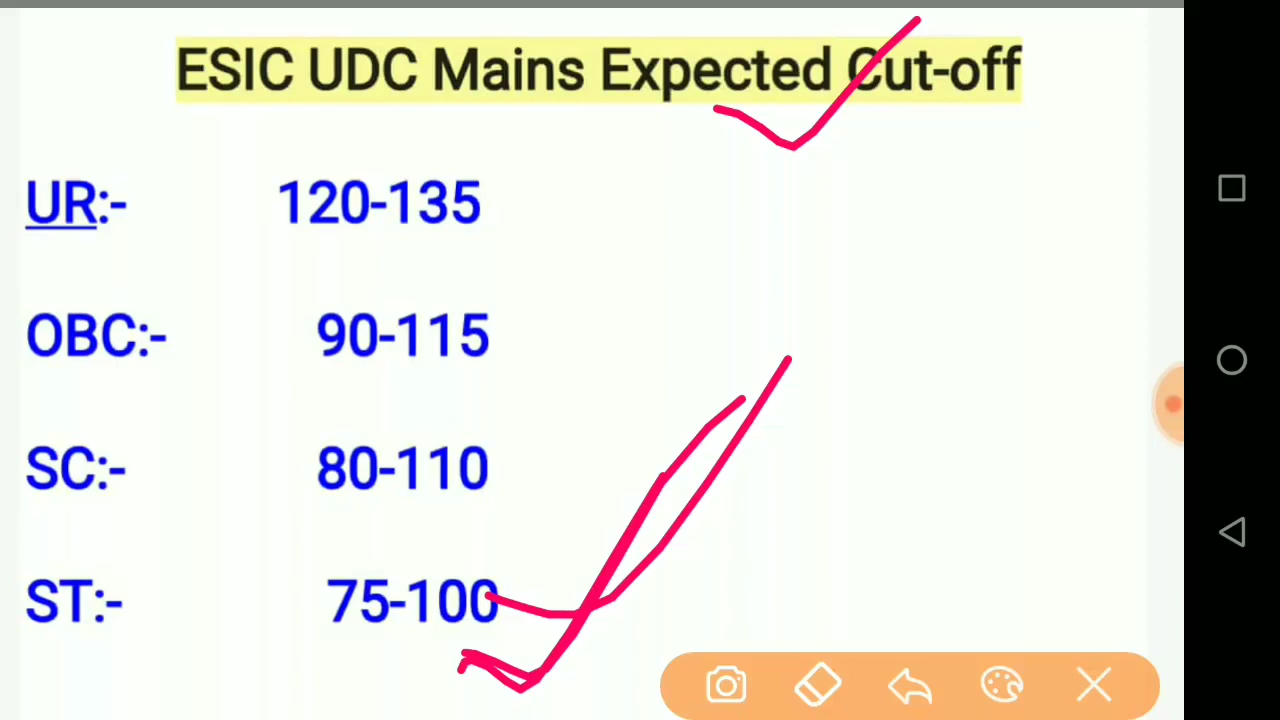 ESIC UDC Mains Expected Cut-off
UR:- 120-135
OBC:- 90-115
SC:- 80-110
ST:- 75-100